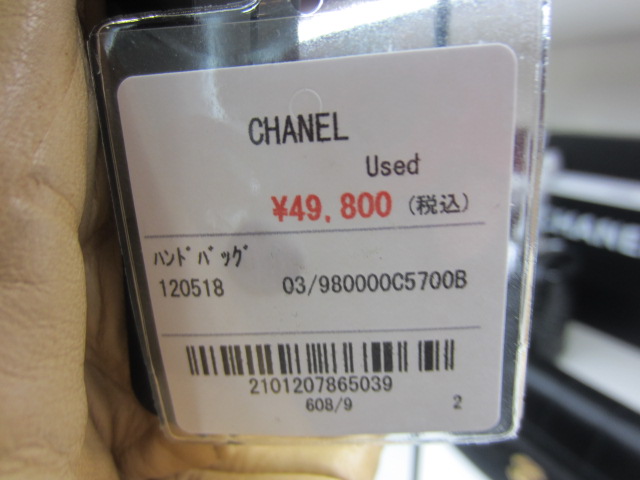 CHANEL
Used
¥49,800 (税込)
ﾊﾝﾄﾞﾊﾞｯｸﾞ
120518 03/980000C5700B
2101207865039
608/9 2
CHANE